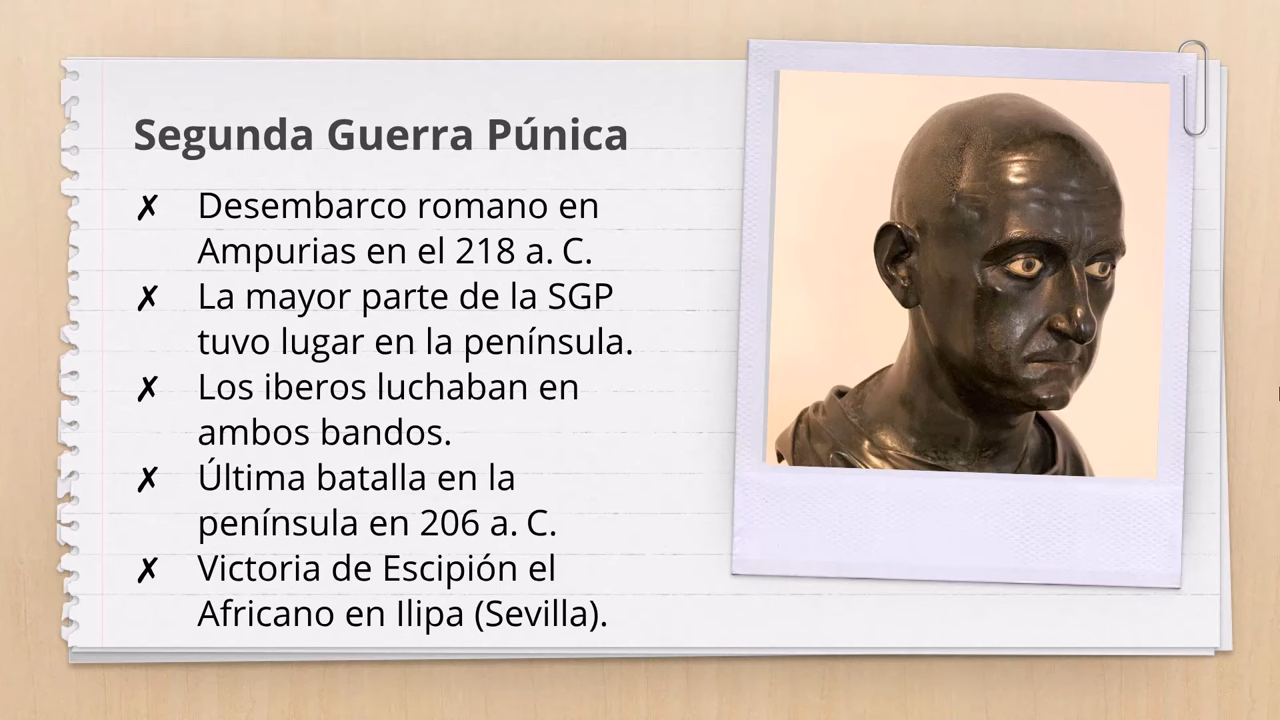 Segunda Guerra Púnica
✗ Desembarco romano en
Ampurias en el 218 a. C.
✗ La mayor parte de la SGP
tuvo lugar en la península.
✗ Los iberos luchaban en
ambos bandos.
✗ Última batalla en la
península en 206 a. C.
✗ Victoria de Escipión el
Africano en Ilipa (Sevilla).